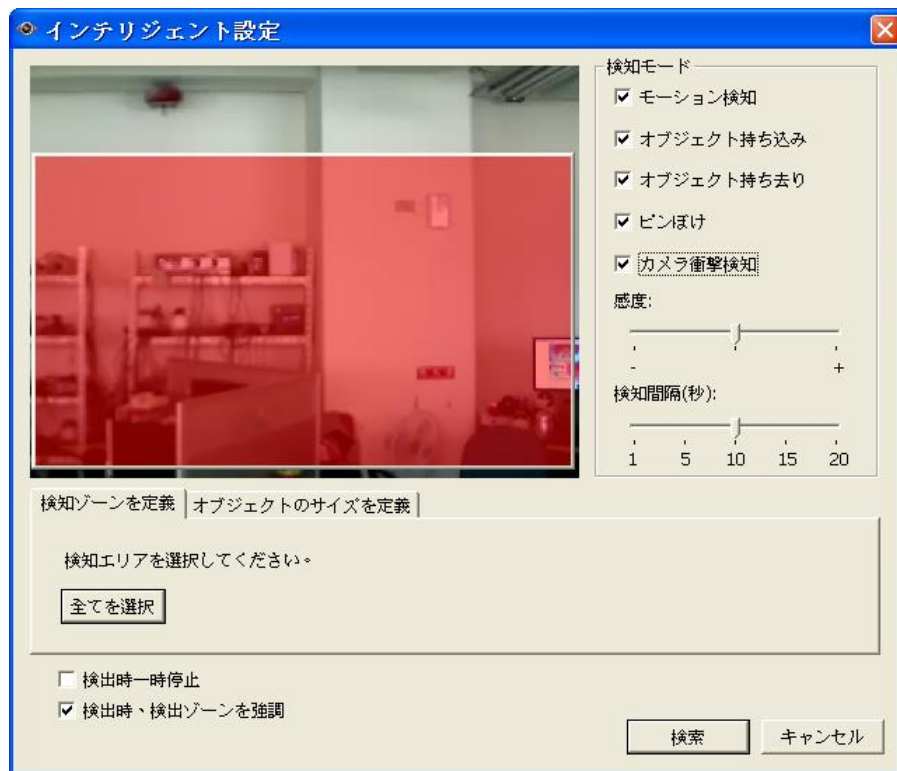 インテリジェント設定
検知モード
モーション検知
オブジェクト持ち込み
オブジェクト持ち去り
ピンぼけ
カメラ衝撃検知
感度:
- +
検知間隔(秒):
1 5 10 15 20
検知ゾーンを定義 オブジェクトのサイズを定義
検知エリアを選択してください。
全てを選択
検出時一時停止
検出時、検出ゾーンを強調
検索 キャンセル